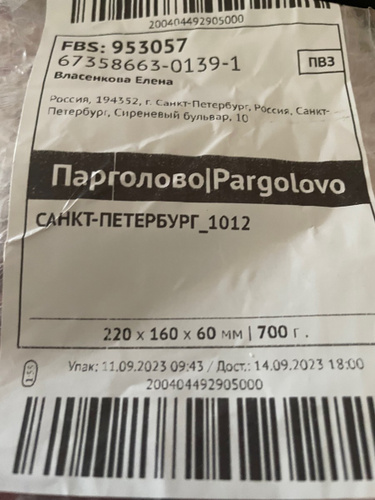 200404492905000
FBS: 953057
67358663-0139-1
ПВЗ
Власенкова Елена
Россия, 194352, г. Санкт-Петербург, Россия, Санкт-
Петербург, Сиреневый бульвар, 10
Парголово|Pargolovo
САНКТ-ПЕТЕРБУРГ_1012
220 x 160 x 60 мм | 700 г .
Упак: 11.09.2023 09:43 / Дост: 14.09.2023 18:00
200404492905000